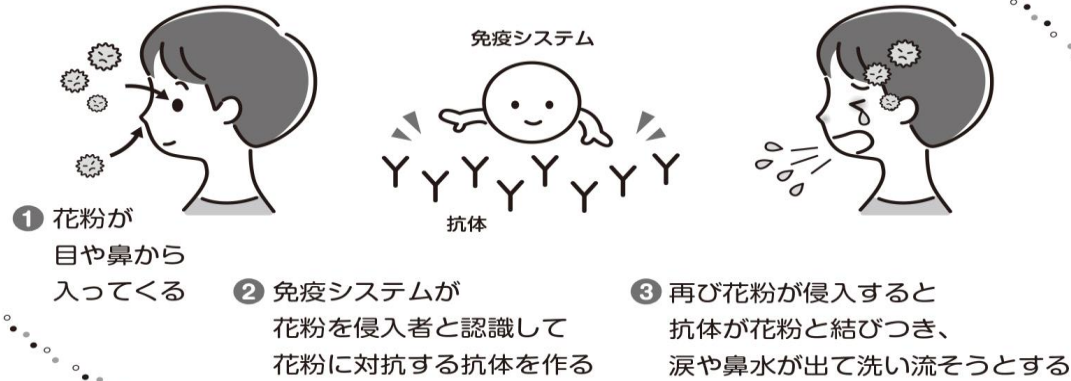 免疫システム
抗体
❶ 花粉が
目や鼻から
入ってくる
❷ 免疫システムが
花粉を侵入者と認識して
花粉に対抗する抗体を作る
❸ 再び花粉が侵入すると
抗体が花粉と結びつき、
涙や鼻水が出て洗い流そうとする